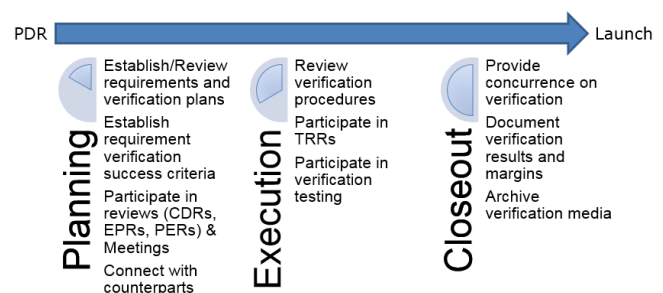 PDR
Launch
Planning
Establish/Review
requirements and
verification plans
Establish
requirement
verification
success criteria
Participate in
reviews (CDRs,
EPRs, PERs) &
Meetings
Connect with
counterparts
Execution
Review
verification
procedures
Participate in
TRRs
Participate in
verification
testing
Closeout
Provide
concurrence on
verification
Document
verification
results and
margins
Archive
verification media